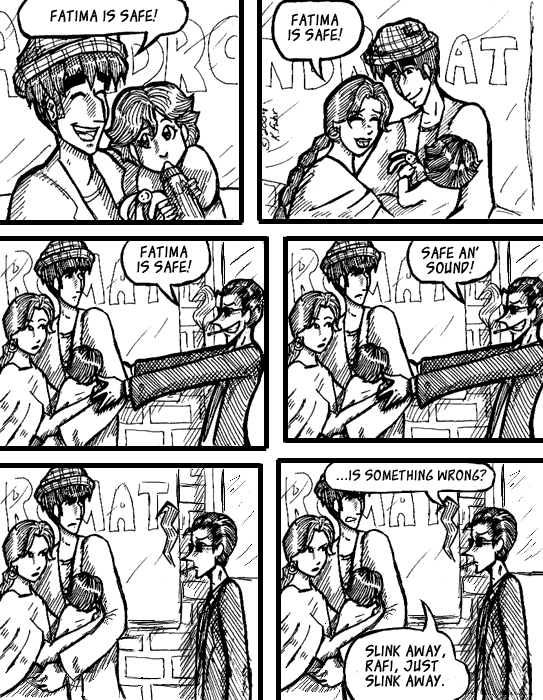 FATIMA IS SAFE!
FATIMA
IS SAFE!
© 2004
FATIMA
IS SAFE!
SAFE AN'
SOUND!
...IS SOMETHING WRONG?
SLINK AWAY,
RAFI, JUST
SLINK AWAY.